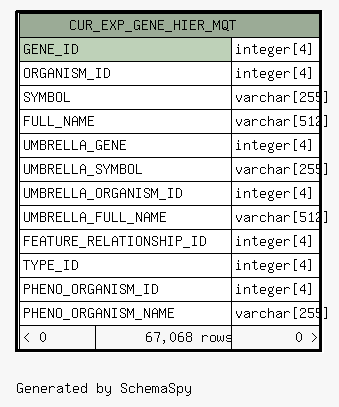 CUR_EXP_GENE_HIER_MQT
GENE_ID integer[4]
ORGANISM_ID integer[4]
SYMBOL varchar[255]
FULL_NAME varchar[512]
UMBRELLA_GENE integer[4]
UMBRELLA_SYMBOL varchar[255]
UMBRELLA_ORGANISM_ID integer[4]
UMBRELLA_FULL_NAME varchar[512]
FEATURE_RELATIONSHIP_ID integer[4]
TYPE_ID integer[4]
PHENO_ORGANISM_ID integer[4]
PHENO_ORGANISM_NAME varchar[255]
< 0 67,068 rows 0 >
Generated by SchemaSpy